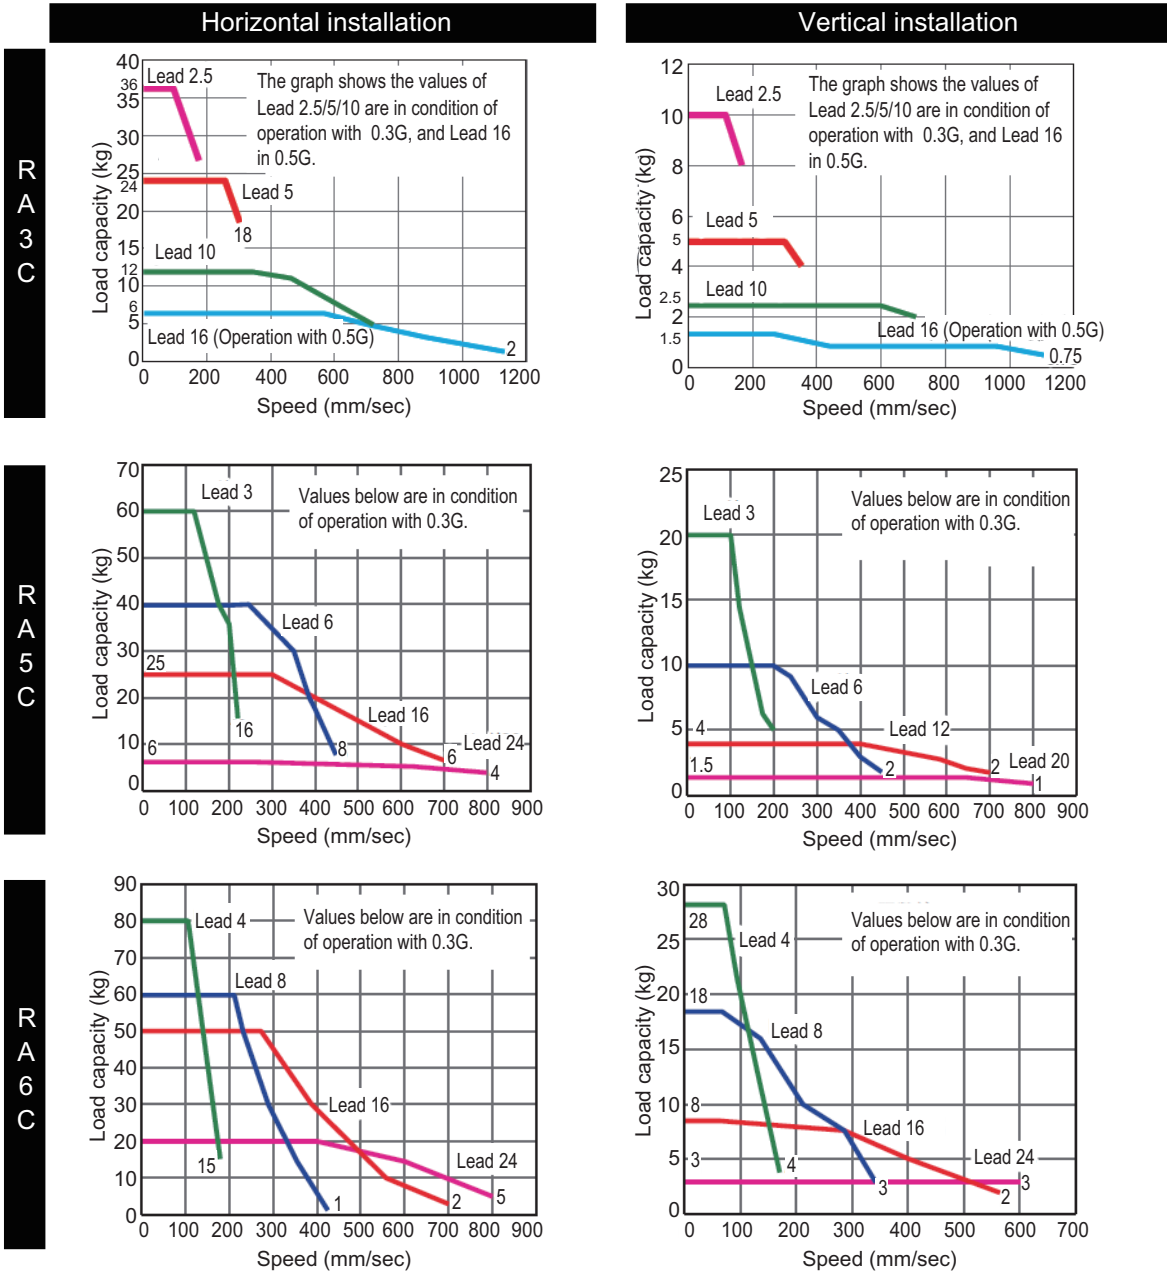 Horizontal installation
Vertical installation
R
A
3
C
40
36
35
30
25
24
20
15
12
10
6
5
0
Load capacity (kg)
Lead 2.5
The graph shows the values of
Lead 2.5/5/10 are in condition of
operation with 0.3G, and Lead 16
in 0.5G.
Lead 5
18
Lead 10
Lead 16 (Operation with 0.5G)
2
0 200 400 600 800 1000 1200
Speed (mm/sec)
12
10
8
6
5
4
2.5
2
1.5
0
Load capacity (kg)
Lead 2.5
The graph shows the values of
Lead 2.5/5/10 are in condition of
operation with 0.3G, and Lead 16
in 0.5G.
Lead 5
Lead 10
Lead 16 (Operation with 0.5G)
0.75
0 200 400 600 800 1000 1200
Speed (mm/sec)
R
A
5
C
70
60
50
40
30
20
10
0
Load capacity (kg)
Lead 3
Values below are in condition
of operation with 0.3G.
Lead 6
25
Lead 16
16
Lead 24
6
8
6
4
0 100 200 300 400 500 600 700 800 900
Speed (mm/sec)
25
20
15
10
5
0
Load capacity (kg)
Values below are in condition
of operation with 0.3G.
Lead 3
Lead 6
4
Lead 12
1.5
Lead 20
2
2
1
0 100 200 300 400 500 600 700 800 900
Speed (mm/sec)
R
A
6
C
90
80
70
60
50
40
30
20
10
0
Load capacity (kg)
Lead 4
Values below are in condition
of operation with 0.3G.
Lead 8
Lead 16
Lead 24
15
1
2
5
0 100 200 300 400 500 600 700 800 900
Speed (mm/sec)
30
25
20
15
10
5
0
Load capacity (kg)
28
Values below are in condition
of operation with 0.3G.
Lead 4
18
Lead 8
8
Lead 16
3
4
Lead 24
3
2
3
0 100 200 300 400 500 600 700
Speed (mm/sec)